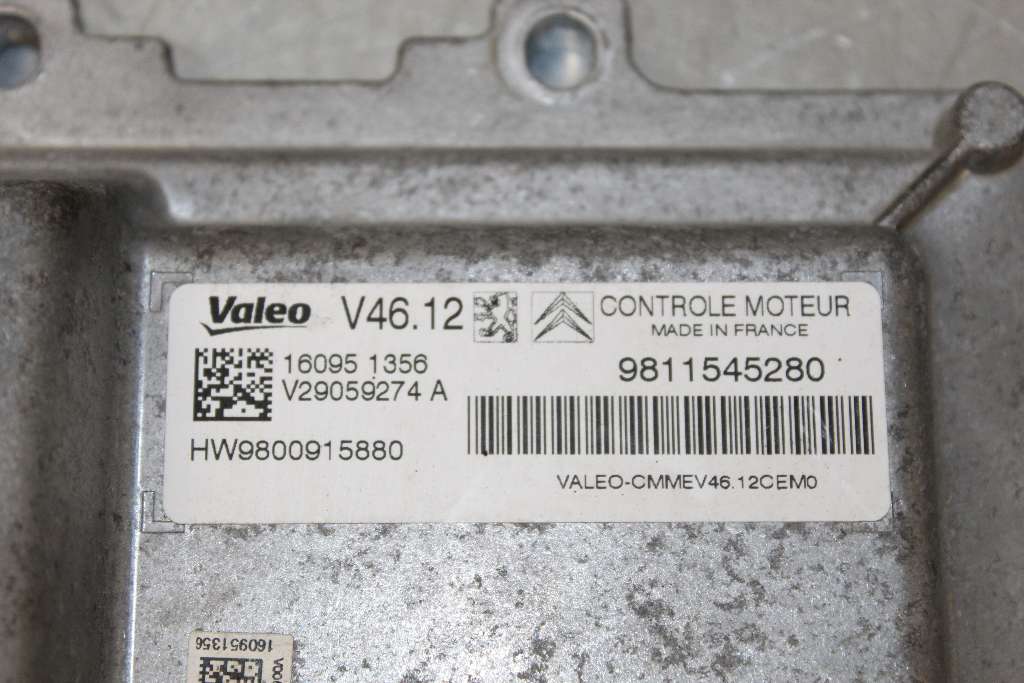 Valeo V46.12 CONTROLE MOTEUR
MADE IN FRANCE
16095 1356 9811545280
V29059274 A
HW9800915880
VALEO-CMMEV46.12CEM0
160951356